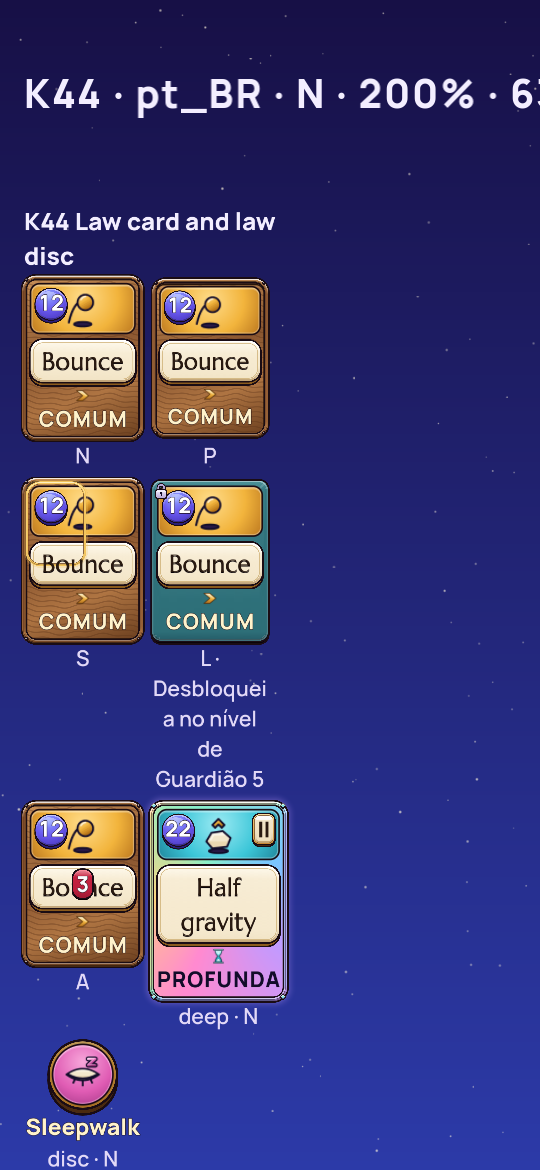 K44 · pt_BR · N · 200% · 6
K44 Law card and law
disc
12
12
Bounce
Bounce
COMUM
COMUM
N
P
12
12
Bounce
Bounce
COMUM
COMUM
S
L ·
Desbloquei
a no nível
de
Guardião 5
12
22
3
Half
gravity
COMUM
PROFUNDA
A
deep · N
z
Sleepwalk
disc · N